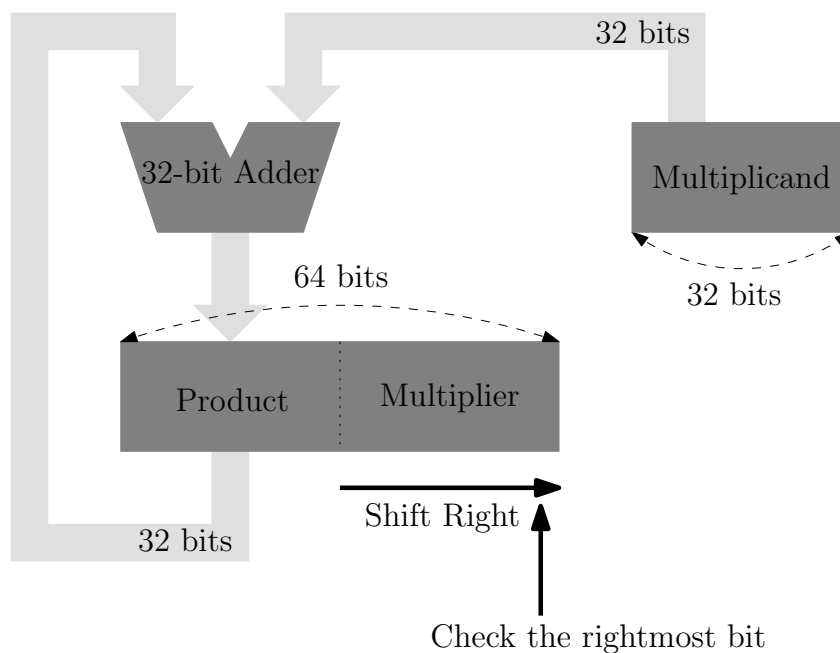 32 bits
32-bit Adder
Multiplicand
64 bits
32 bits
Product
Multiplier
Shift Right
32 bits
Check the rightmost bit